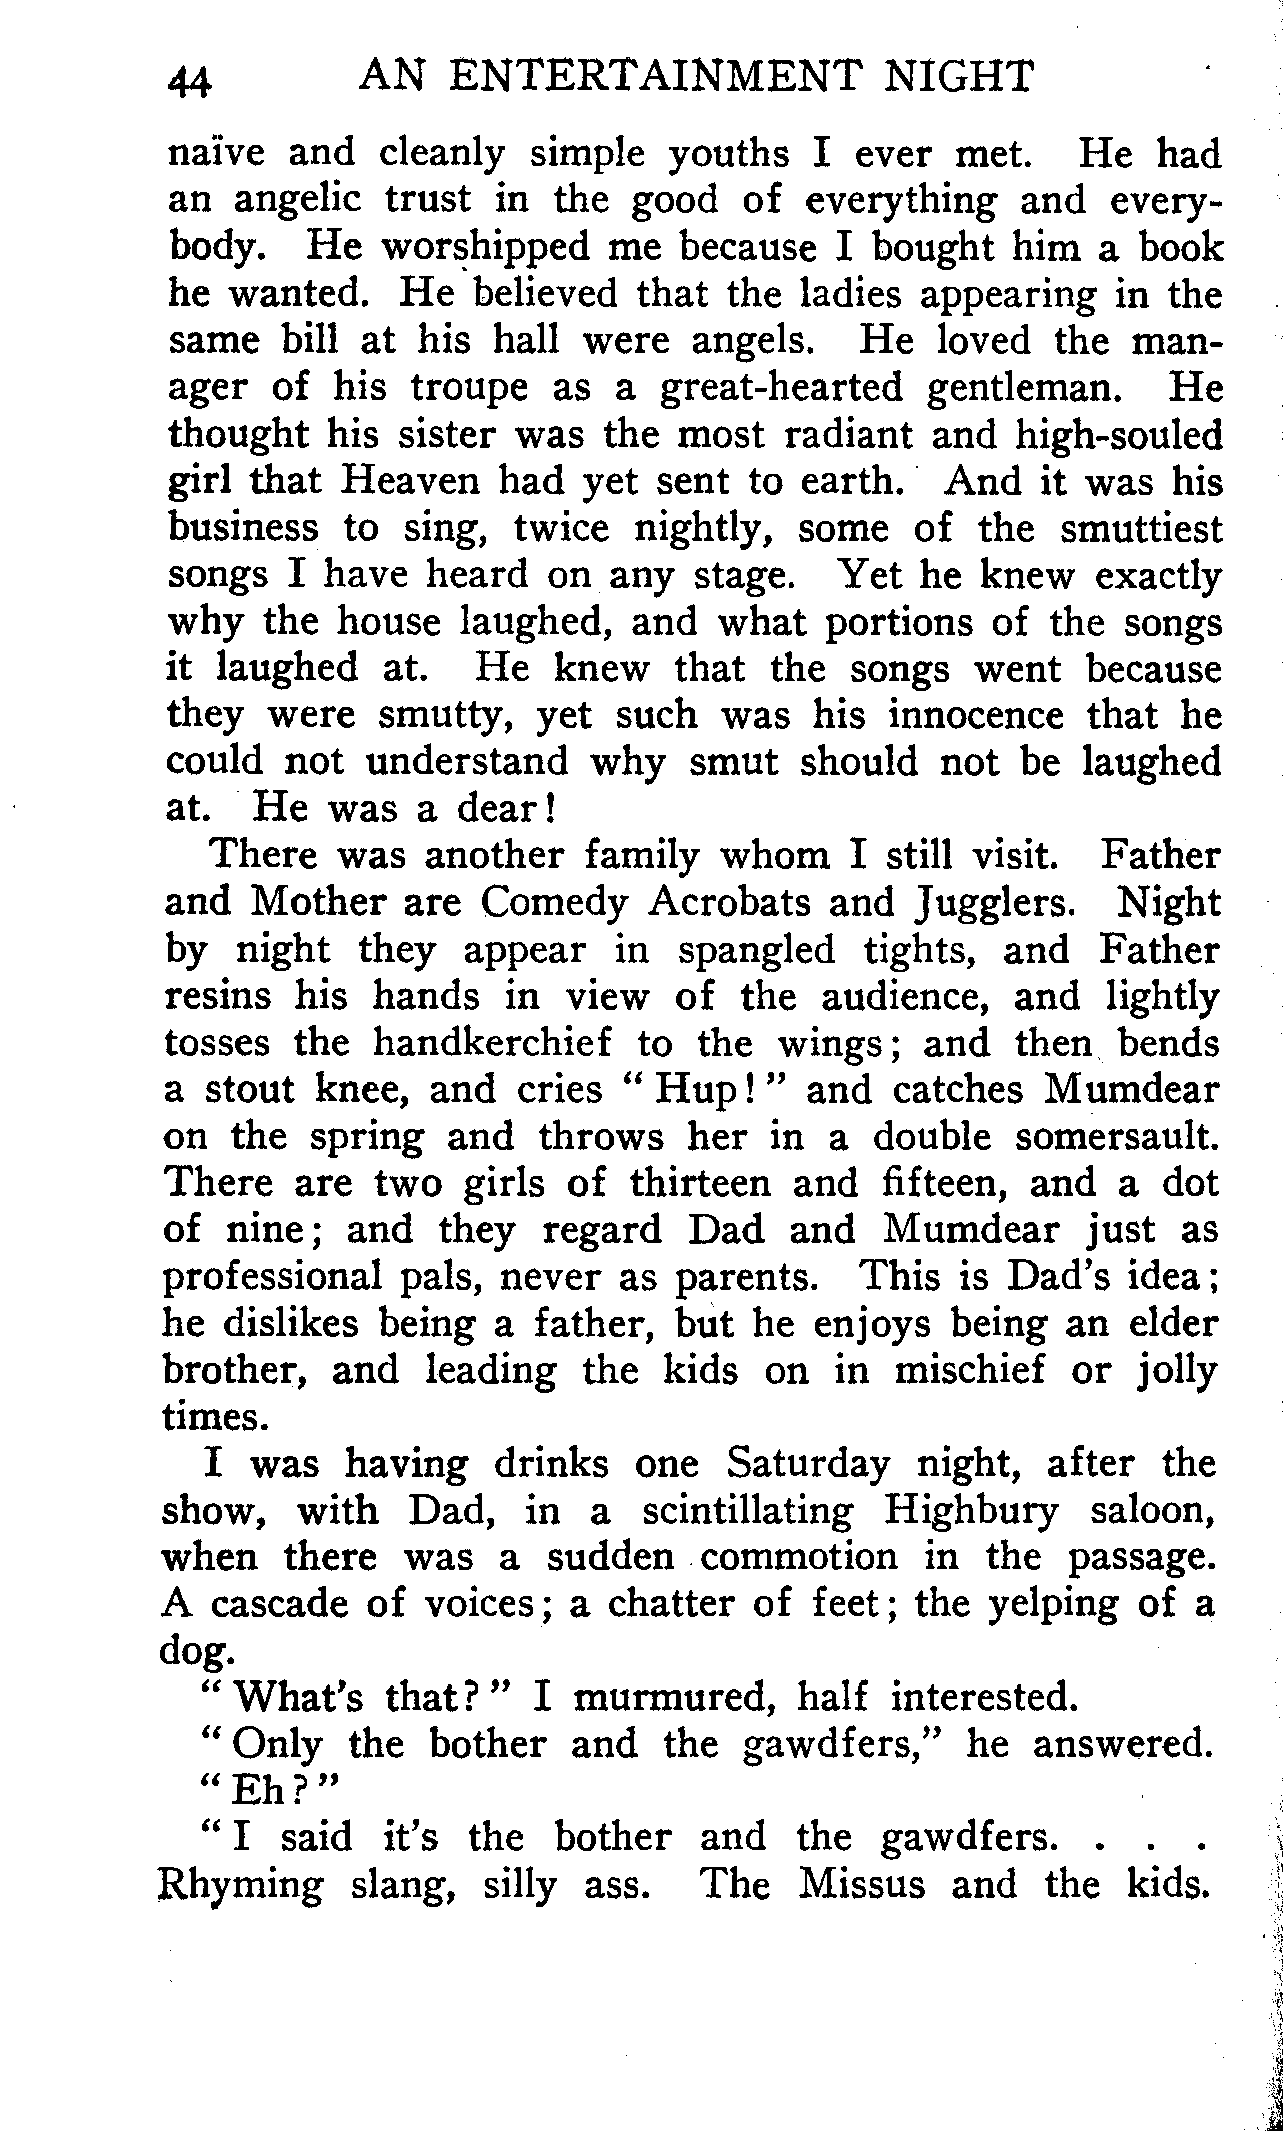 44 AN ENTERTAINMENT NIGHT
naïve and cleanly simple youths I ever met. He had
an angelic trust in the good of everything and every-
body. He worshipped me because I bought him a book
he wanted. He believed that the ladies appearing in the
same bill at his hall were angels. He loved the man-
ager of his troupe as a great-hearted gentleman. He
thought his sister was the most radiant and high-souled
girl that Heaven had yet sent to earth. And it was his
business to sing, twice nightly, some of the smuttiest
songs I have heard on any stage. Yet he knew exactly
why the house laughed, and what portions of the songs
it laughed at. He knew that the songs went because
they were smutty, yet such was his innocence that he
could not understand why smut should not be laughed
at. He was a dear!
There was another family whom I still visit. Father
and Mother are Comedy Acrobats and Jugglers. Night
by night they appear in spangled tights, and Father
resins his hands in view of the audience, and lightly
tosses the handkerchief to the wings; and then bends
a stout knee, and cries "Hup!" and catches Mumdear
on the spring and throws her in a double somersault.
There are two girls of thirteen and fifteen, and a dot
of nine; and they regard Dad and Mumdear just as
professional pals, never as parents. This is Dad's idea;
he dislikes being a father, but he enjoys being an elder
brother, and leading the kids on in mischief or jolly
times.
I was having drinks one Saturday night, after the
show, with Dad, in a scintillating Highbury saloon,
when there was a sudden commotion in the passage.
A cascade of voices; a chatter of feet; the yelping of a
dog.
"What's that?" I murmured, half interested.
"Only the bother and the gawdfers," he answered.
"Eh?"
"I said it's the bother and the gawdfers. . . .
Rhyming slang, silly ass. The Missus and the kids.